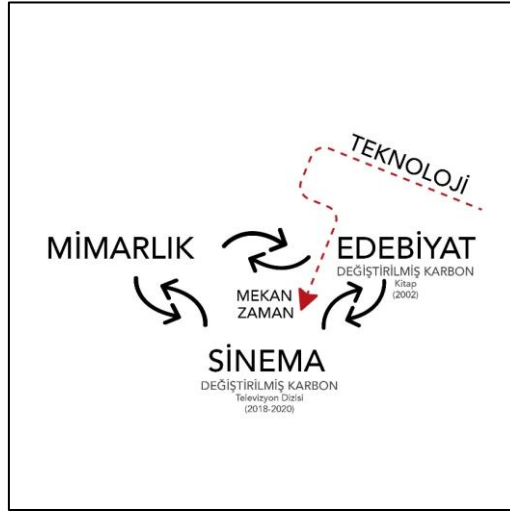 TEKNOLOJİ
MİMARLIK
EDEBİYAT
DEĞİŞTİRİLMİŞ KARBON
Kitap
(2002)
MEKAN
ZAMAN
SİNEMA
DEĞİŞTİRİLMİŞ KARBON
Televizyon Dizisi
(2018-2020)